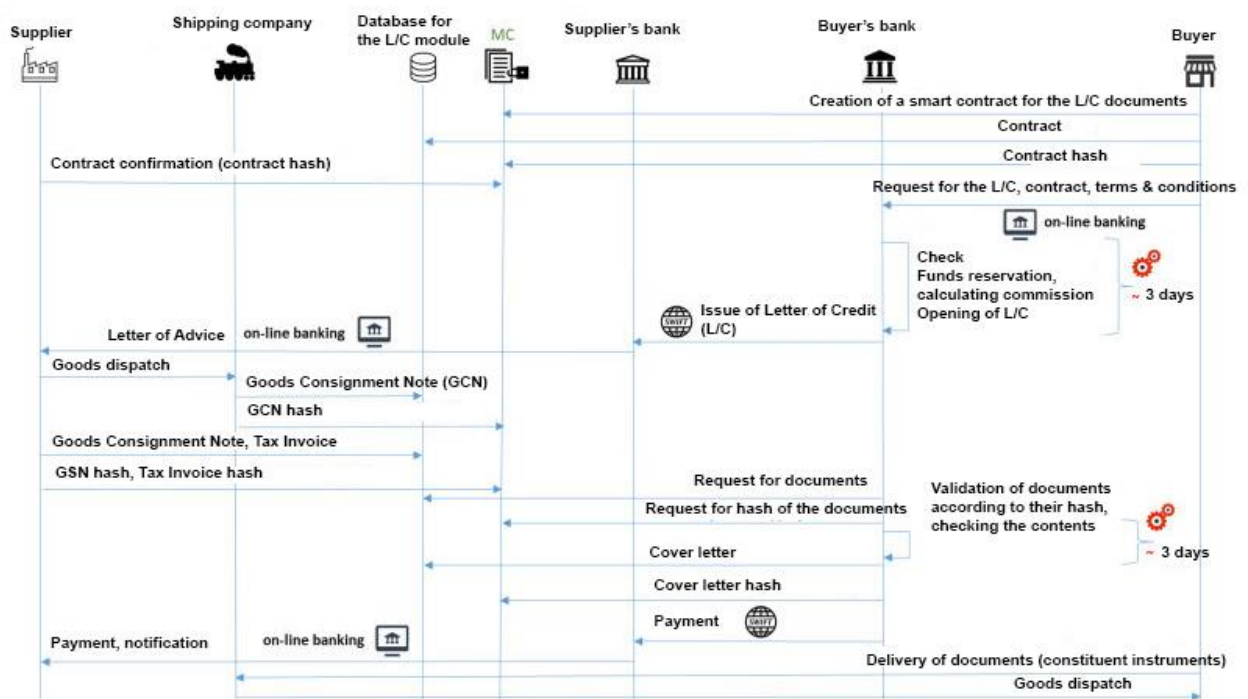 Supplier
Shipping company
Database for
the L/C module
MC
Supplier's bank
Buyer's bank
Buyer
Creation of a smart contract for the L/C documents
Contract
Contract hash
Contract confirmation (contract hash)
Request for the L/C, contract, terms & conditions
on-line banking
Check
Funds reservation,
calculating commission
Opening of L/C
~ 3 days
SWIFT
Issue of Letter of Credit
(L/C)
Letter of Advice
on-line banking
Goods dispatch
Goods Consignment Note (GCN)
GCN hash
Goods Consignment Note, Tax Invoice
GSN hash, Tax Invoice hash
Request for documents
Request for hash of the documents
Validation of documents
according to their hash,
checking the contents
~ 3 days
Cover letter
Cover letter hash
Payment
SWIFT
Payment, notification
on-line banking
Delivery of documents (constituent instruments)
Goods dispatch